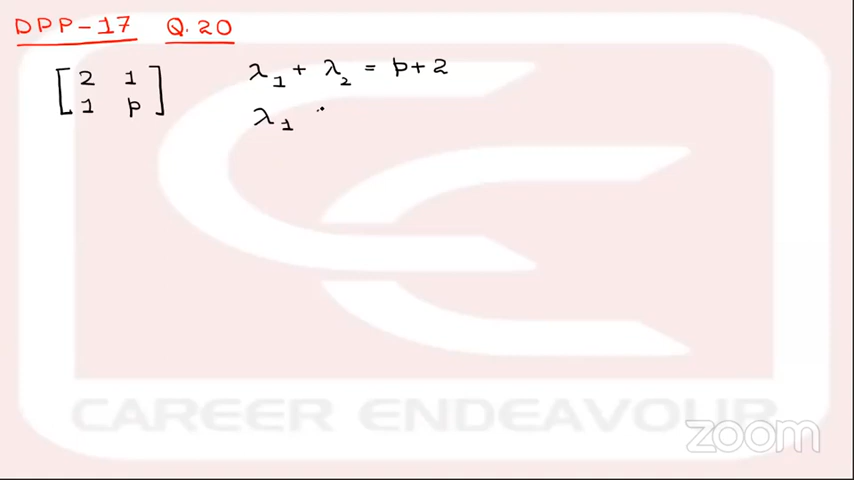 DPP-17 Q.20
[2 1
1 p]
λ1 + λ2 = p+2
λ1 ·
CAREER ENDEAVOUR
zoom